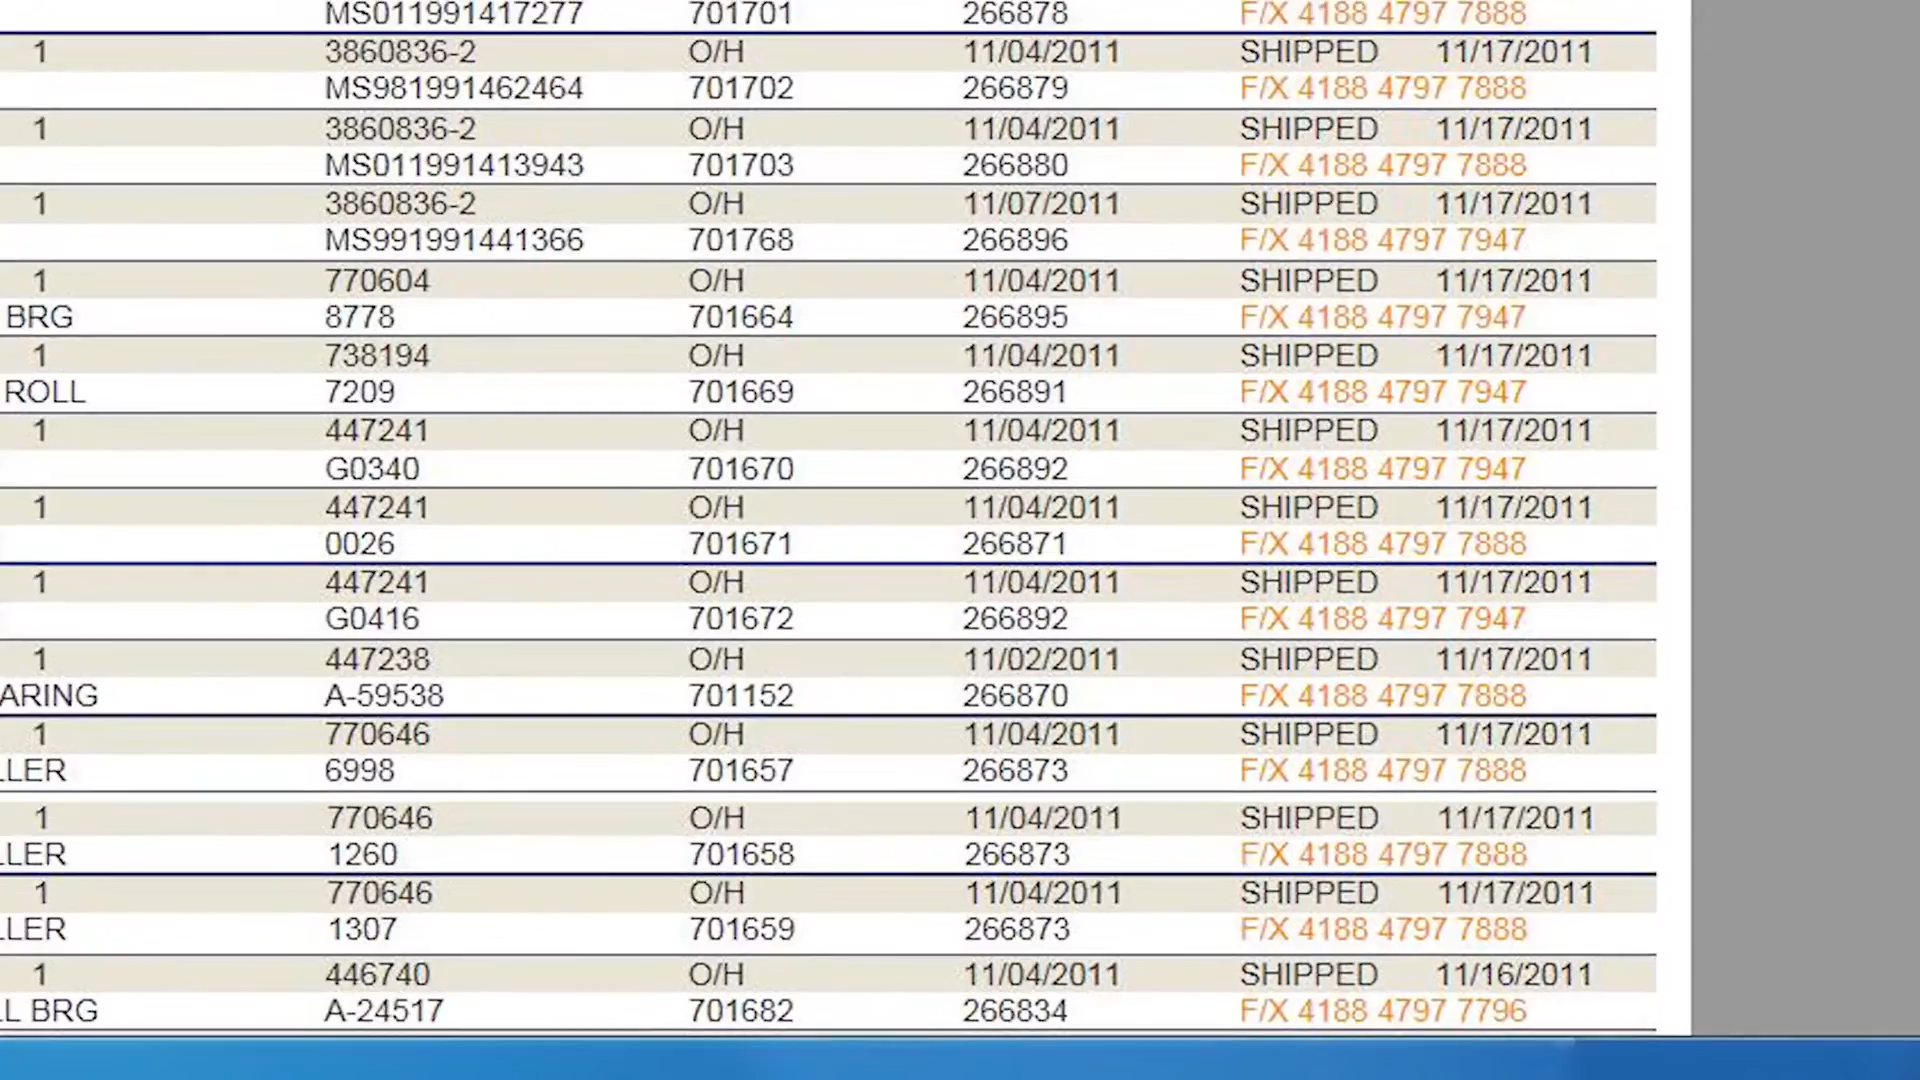 MS011991417277 701701 266878 F/X 4188 4797 7888
1 3860836-2 O/H 11/04/2011 SHIPPED 11/17/2011
MS981991462464 701702 266879 F/X 4188 4797 7888
1 3860836-2 O/H 11/04/2011 SHIPPED 11/17/2011
MS011991413943 701703 266880 F/X 4188 4797 7888
1 3860836-2 O/H 11/07/2011 SHIPPED 11/17/2011
MS991991441366 701768 266896 F/X 4188 4797 7947
1 770604 O/H 11/04/2011 SHIPPED 11/17/2011
BRG 8778 701664 266895 F/X 4188 4797 7947
1 738194 O/H 11/04/2011 SHIPPED 11/17/2011
ROLL 7209 701669 266891 F/X 4188 4797 7947
1 447241 O/H 11/04/2011 SHIPPED 11/17/2011
G0340 701670 266892 F/X 4188 4797 7947
1 447241 O/H 11/04/2011 SHIPPED 11/17/2011
0026 701671 266871 F/X 4188 4797 7888
1 447241 O/H 11/04/2011 SHIPPED 11/17/2011
G0416 701672 266892 F/X 4188 4797 7947
1 447238 O/H 11/02/2011 SHIPPED 11/17/2011
ARING A-59538 701152 266870 F/X 4188 4797 7888
1 770646 O/H 11/04/2011 SHIPPED 11/17/2011
LLER 6998 701657 266873 F/X 4188 4797 7888
1 770646 O/H 11/04/2011 SHIPPED 11/17/2011
LLER 1260 701658 266873 F/X 4188 4797 7888
1 770646 O/H 11/04/2011 SHIPPED 11/17/2011
LLER 1307 701659 266873 F/X 4188 4797 7888
1 446740 O/H 11/04/2011 SHIPPED 11/16/2011
LL BRG A-24517 701682 266834 F/X 4188 4797 7796